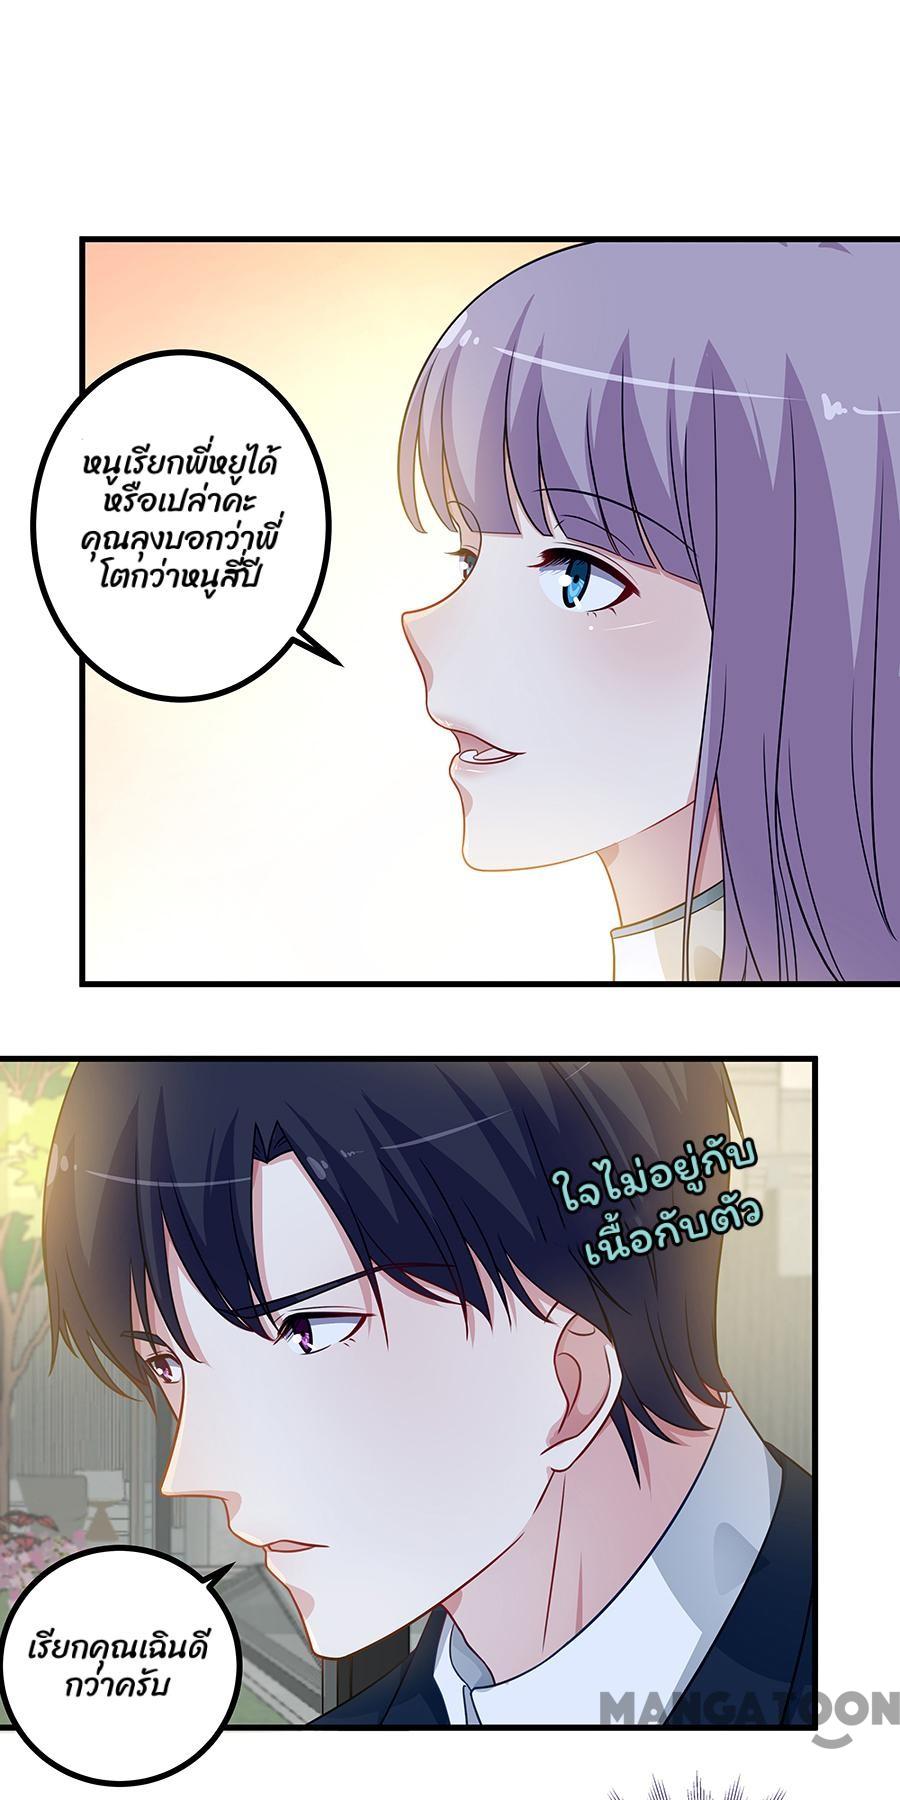 หนูเรียกพี่หยูได้
หรือเปล่าคะ
คุณลุงบอกว่าพี่
โตกว่าหนูสี่ปี
ใจไม่อยู่กับ
เนื้อกับตัว
เรียกคุณเฉินดี
กว่าครับ
MANGATOON